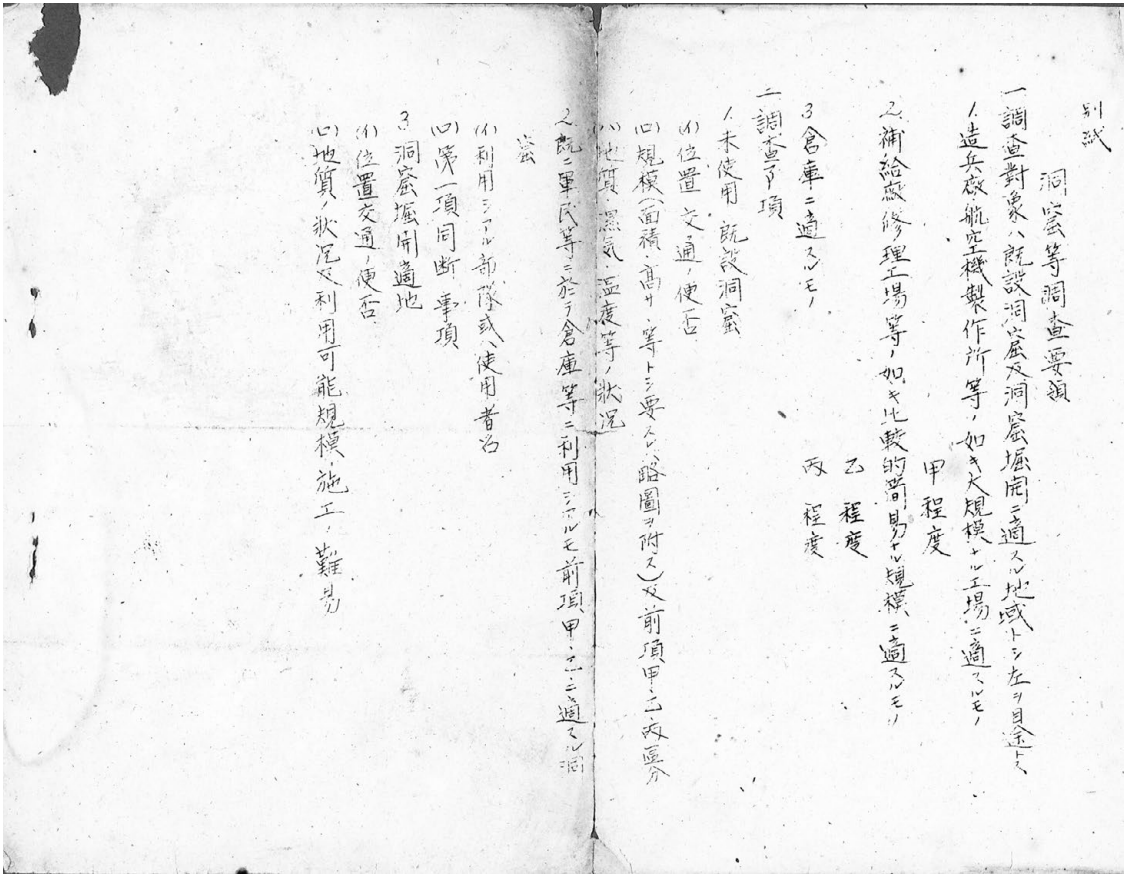 別紙
洞窟等調査要領
一調査對象ハ既設洞窟及洞窟堀開ニ適スル地域トシ左ヲ目途トス
1.造兵廠航空機製作所等ノ如キ大規模ナル工場ニ適スルモノ
甲程度
2.補給廠修理工場等ノ如キ比較的簡易ナル規模ニ適スルモノ
乙程度
3倉庫ニ適スルモノ
丙程度
二調査事項
1.未使用既設洞窟
(イ)位置交通ノ便否
(ロ)規模(面積・高サ・等トシ要スレハ略圖ヲ附ス)及前項甲・乙・丙區分
(ハ)地質・濕気・温度等ノ狀況
2.既ニ軍民等ニ於テ倉庫等ニ利用シアルモ前項甲・乙・ニ適スル洞
窟
(イ)利用シアル部隊或ハ使用者名
(ロ)第一項同断事項
3洞窟堀開適地
(イ)位置交通ノ便否
(ロ)地質ノ狀況及利用可能規模・施工ノ難易